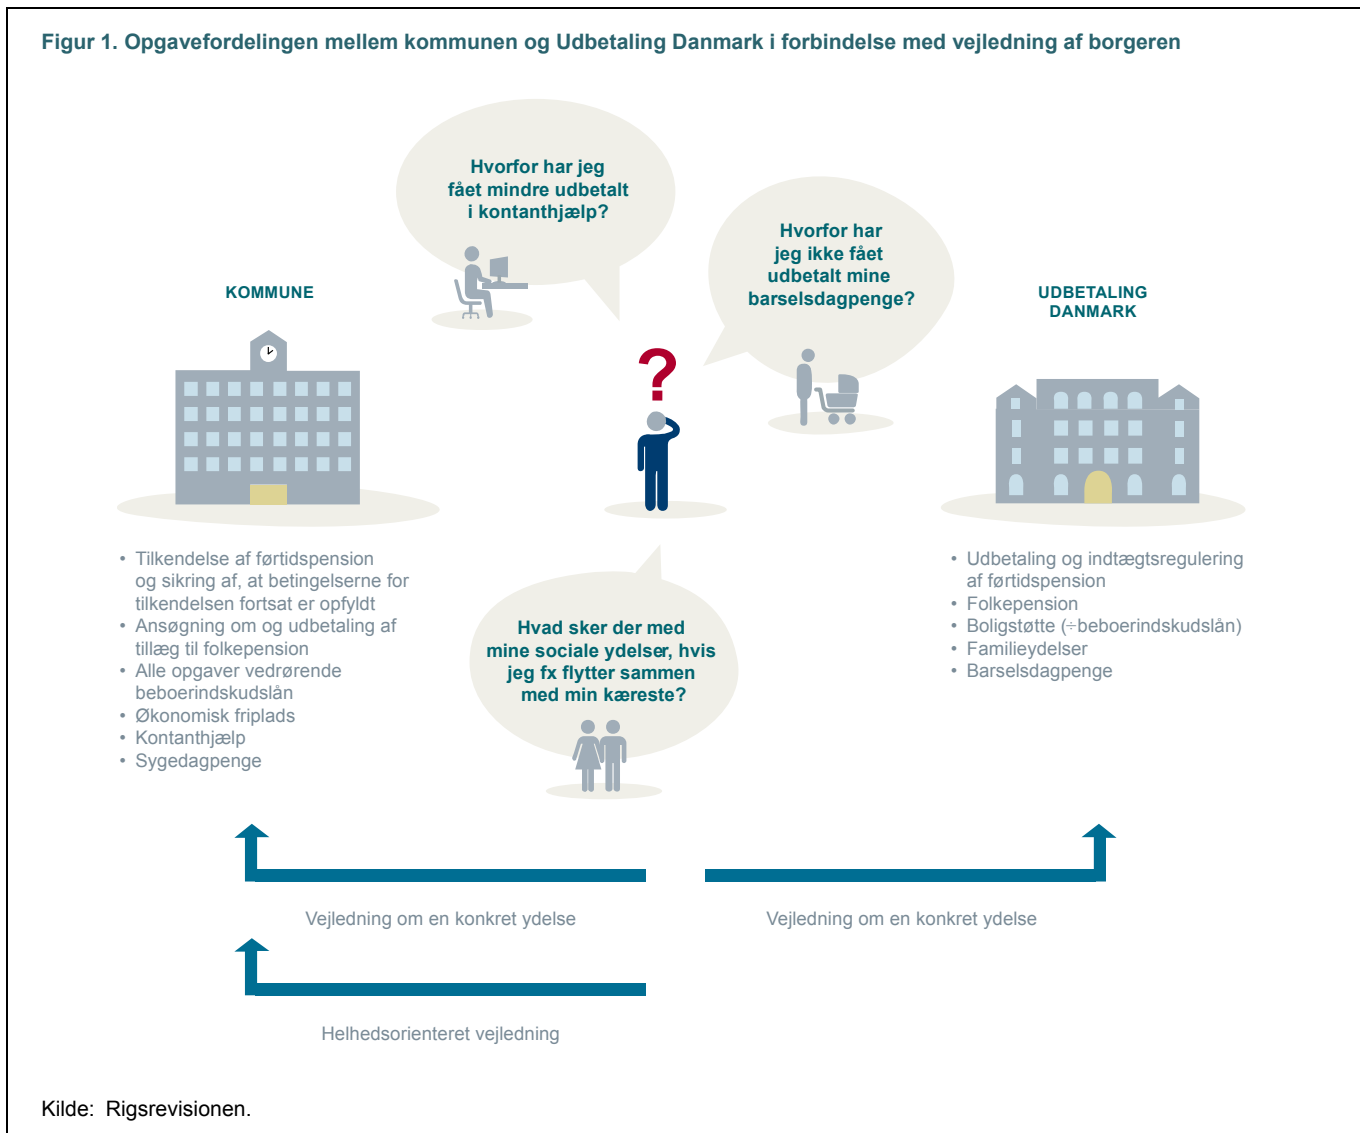 Figur 1. Opgavefordelingen mellem kommunen og Udbetaling Danmark i forbindelse med vejledning af borgeren
Hvorfor har jeg
fået mindre udbetalt
i kontanthjælp?
Hvorfor har
jeg ikke fået
udbetalt mine
barselsdagpenge?
KOMMUNE
UDBETALING
DANMARK
?
• Tilkendelse af førtidspension
og sikring af, at betingelserne for
tilkendelsen fortsat er opfyldt
• Ansøgning om og udbetaling af
tillæg til folkepension
• Alle opgaver vedrørende
beboerindskudslån
• Økonomisk friplads
• Kontanthjælp
• Sygedagpenge
Hvad sker der med
mine sociale ydelser, hvis
jeg fx flytter sammen
med min kæreste?
• Udbetaling og indtægtsregulering
af førtidspension
• Folkepension
• Boligstøtte (÷beboerindskudslån)
• Familieydelser
• Barselsdagpenge
Vejledning om en konkret ydelse
Vejledning om en konkret ydelse
Helhedsorienteret vejledning
Kilde: Rigsrevisionen.